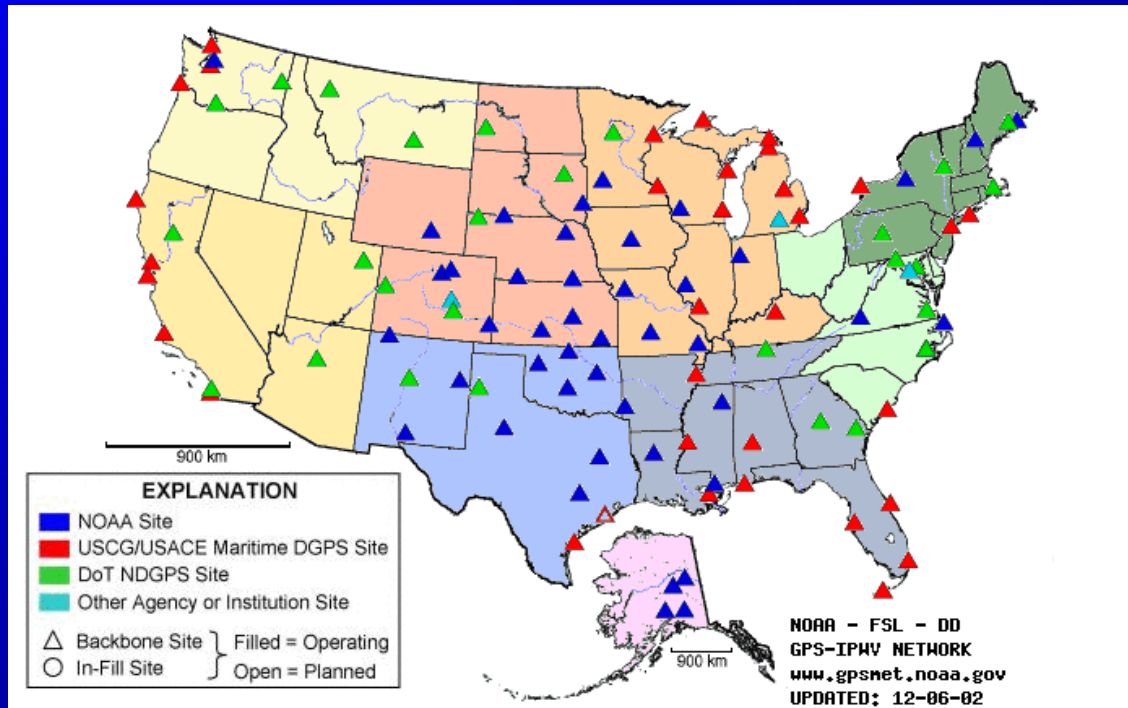 900 km
EXPLANATION
NOAA Site
USCG/USACE Maritime DGPS Site
DoT NDGPS Site
Other Agency or Institution Site
Backbone Site
In-Fill Site
Filled = Operating
Open = Planned
900 km
NOAA - FSL - DD
GPS-IPWV NETWORK
www.gpsmet.noaa.gov
UPDATED: 12-06-02